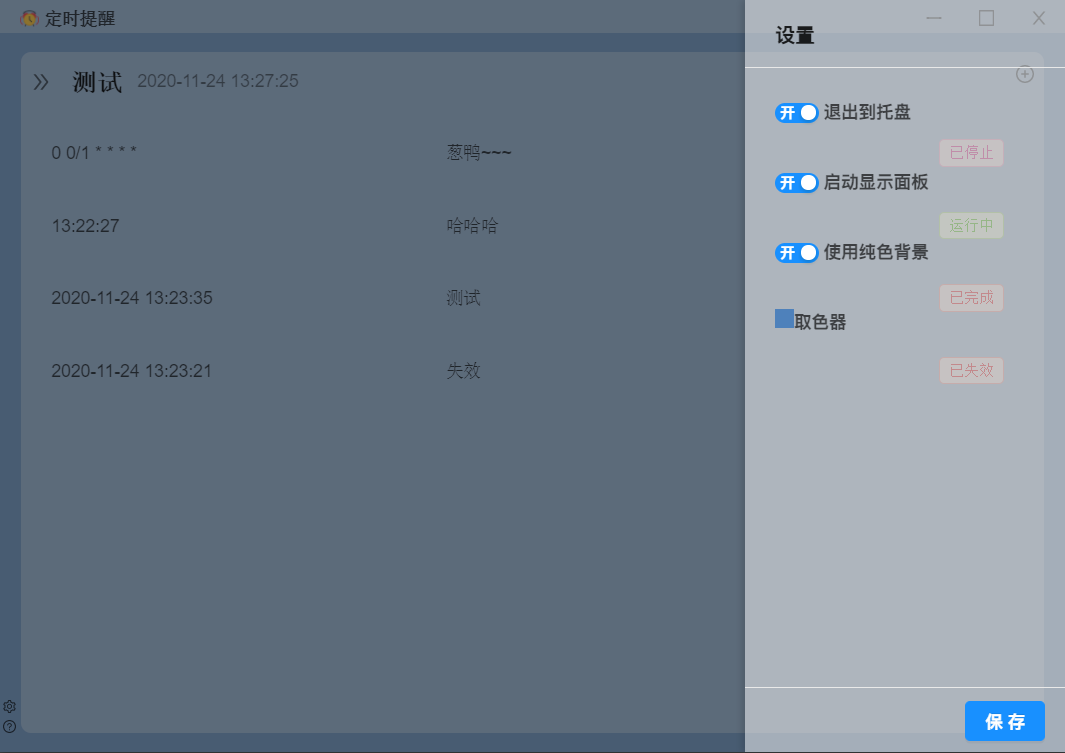 定时提醒
设置
测试 2020-11-24 13:27:25
开 退出到托盘
0 0/1 * * * * 葱鸭~~~ 已停止
开 启动显示面板
13:22:27 哈哈哈 运行中
开 使用纯色背景
2020-11-24 13:23:35 测试 已完成
取色器
2020-11-24 13:23:21 失效 已失效
保存